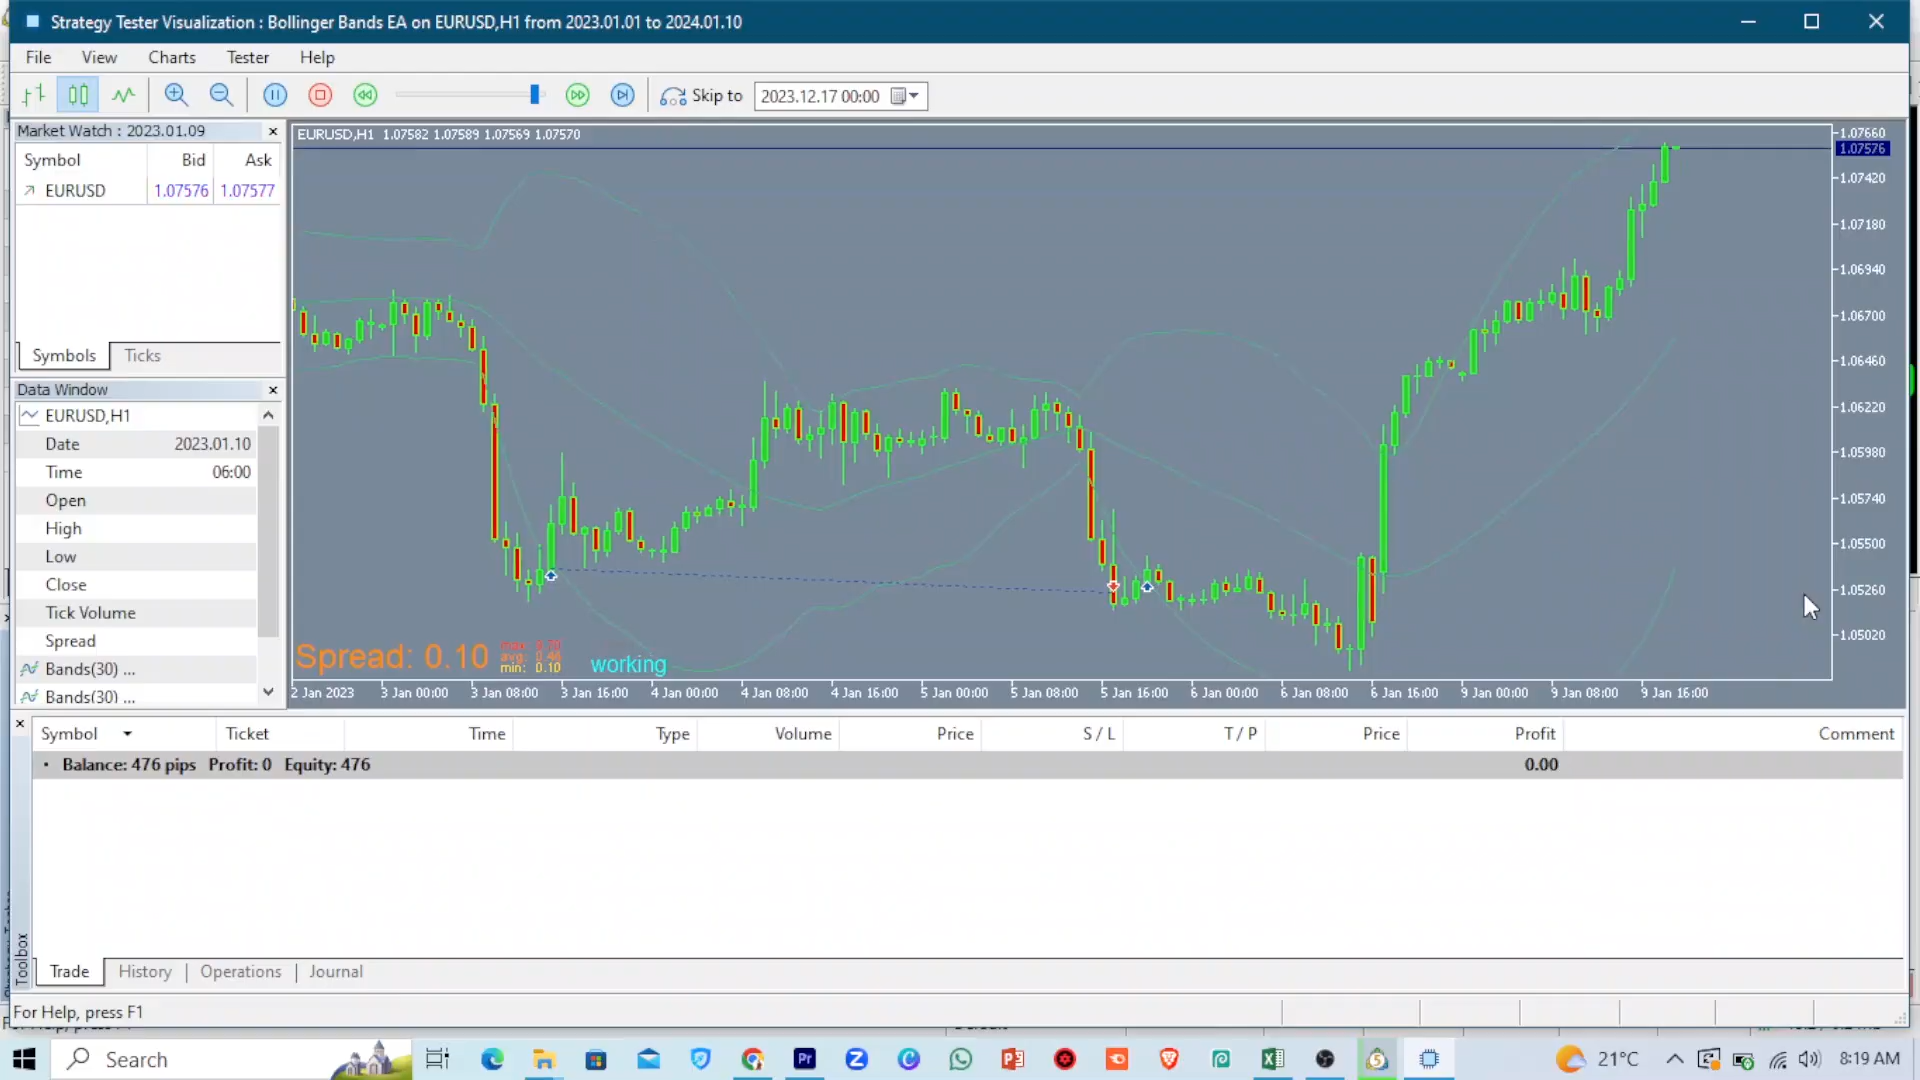 Strategy Tester Visualization : Bollinger Bands EA on EURUSD,H1 from 2023.01.01 to 2024.01.10
File View Charts Tester Help
Skip to 2023.12.17 00:00
Market Watch : 2023.01.09
Symbol Bid Ask
EURUSD 1.07576 1.07577
Symbols Ticks
Data Window
EURUSD,H1
Date 2023.01.10
Time 06:00
Open
High
Low
Close
Tick Volume
Spread
Bands(30) ...
Bands(30) ...
EURUSD,H1 1.07582 1.07589 1.07569 1.07570
1.07660
1.07576
1.07420
1.07180
1.06940
1.06700
1.06460
1.06220
1.05980
1.05740
1.05500
1.05260
1.05020
Spread: 0.10
min: 0.10
working
2 Jan 2023 3 Jan 00:00 3 Jan 08:00 3 Jan 16:00 4 Jan 00:00 4 Jan 08:00 4 Jan 16:00 5 Jan 00:00 5 Jan 08:00 5 Jan 16:00 6 Jan 00:00 6 Jan 08:00 6 Jan 16:00 9 Jan 00:00 9 Jan 08:00 9 Jan 16:00
Symbol Ticket Time Type Volume Price S / L T / P Price Profit Comment
Balance: 476 pips Profit: 0 Equity: 476 0.00
Toolbox
Trade History Operations Journal
For Help, press F1
Search
Pr
21°C
8:19 AM